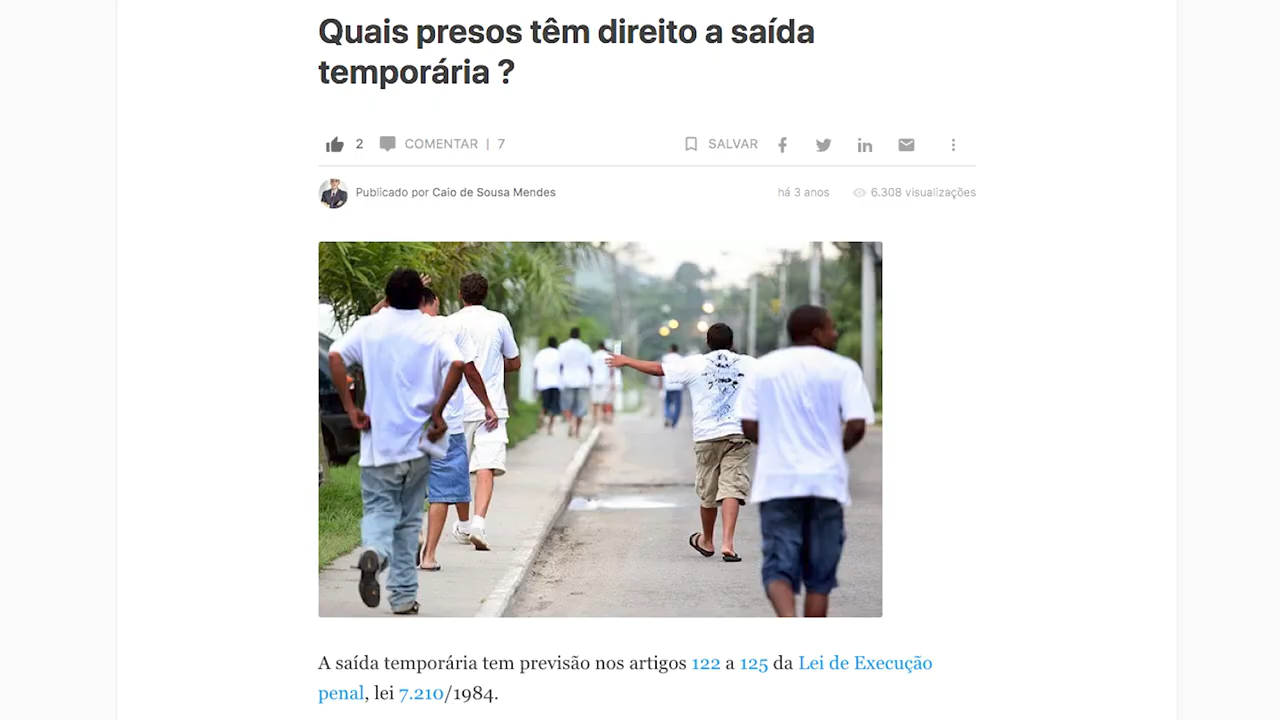 Quais presos têm direito a saída
temporária ?
2 COMENTAR | 7 SALVAR
Publicado por Caio de Sousa Mendes há 3 anos 6.308 visualizações
A saída temporária tem previsão nos artigos 122 a 125 da Lei de Execução
penal, lei 7.210/1984.